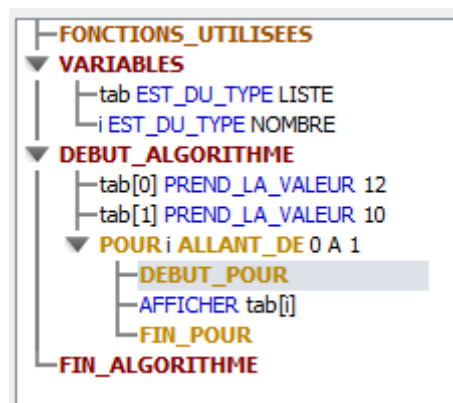 FONCTIONS_UTILISEES
VARIABLES
tab EST_DU_TYPE LISTE
i EST_DU_TYPE NOMBRE
DEBUT_ALGORITHME
tab[0] PREND_LA_VALEUR 12
tab[1] PREND_LA_VALEUR 10
POUR i ALLANT_DE 0 A 1
DEBUT_POUR
AFFICHER tab[i]
FIN_POUR
FIN_ALGORITHME